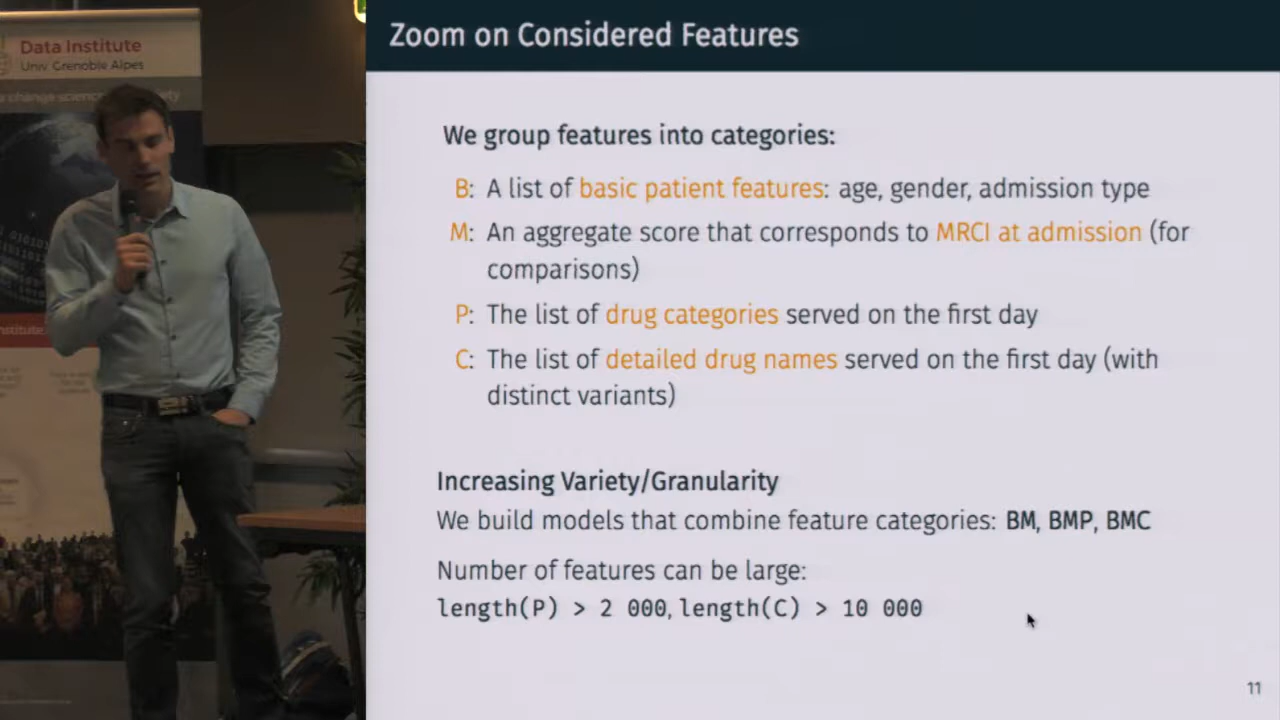 Data Institute
Univ. Grenoble Alpes
Zoom on Considered Features
We group features into categories:
B: A list of basic patient features: age, gender, admission type
M: An aggregate score that corresponds to MRCI at admission (for
comparisons)
P: The list of drug categories served on the first day
C: The list of detailed drug names served on the first day (with
distinct variants)
Increasing Variety/Granularity
We build models that combine feature categories: BM, BMP, BMC
Number of features can be large:
length(P) > 2 000, length(C) > 10 000
11